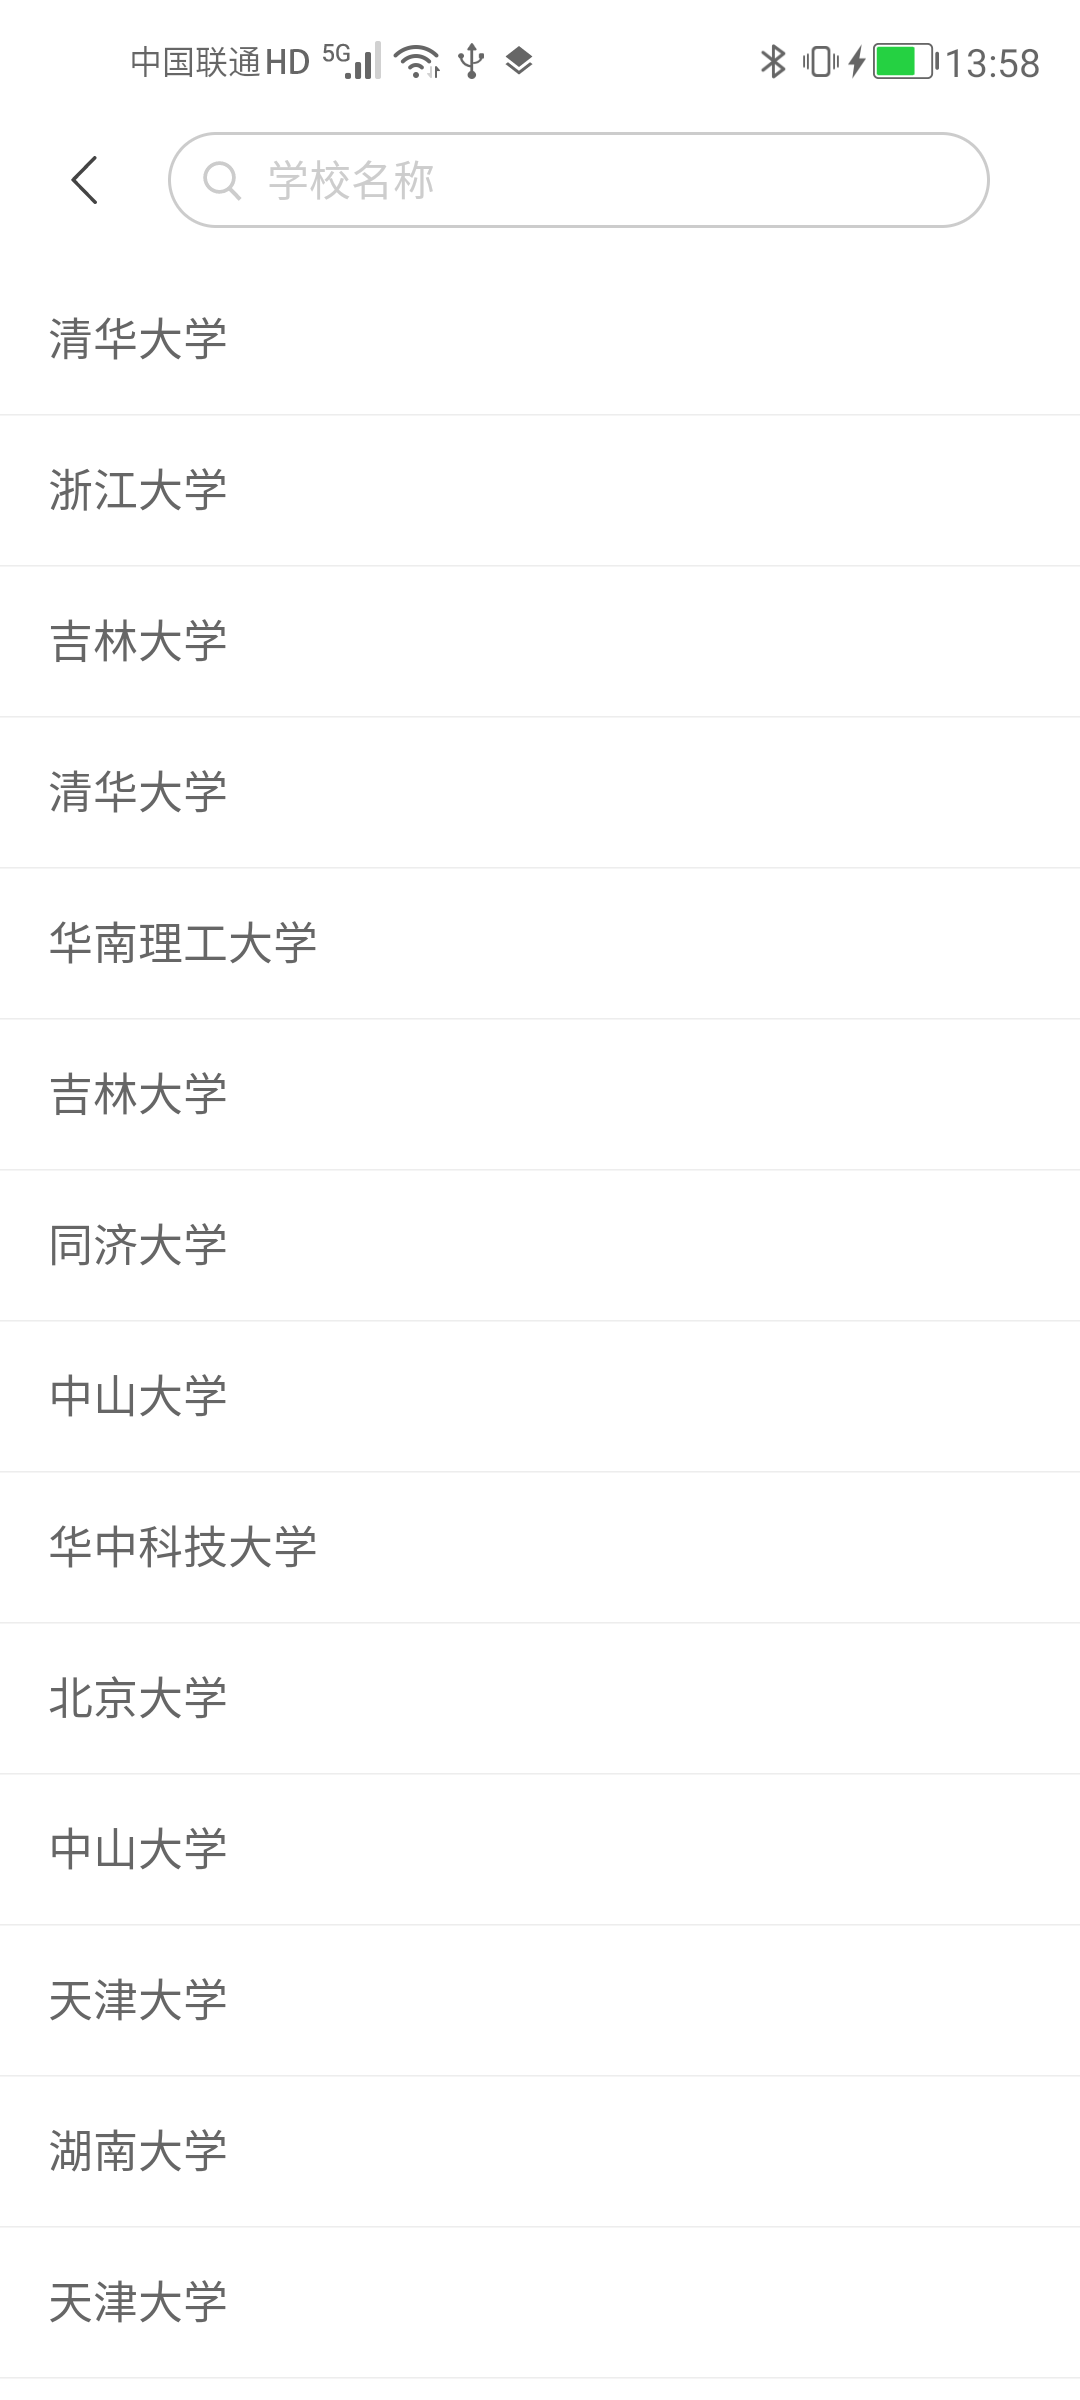 中国联通HD 5G 13:58
学校名称
清华大学
浙江大学
吉林大学
清华大学
华南理工大学
吉林大学
同济大学
中山大学
华中科技大学
北京大学
中山大学
天津大学
湖南大学
天津大学